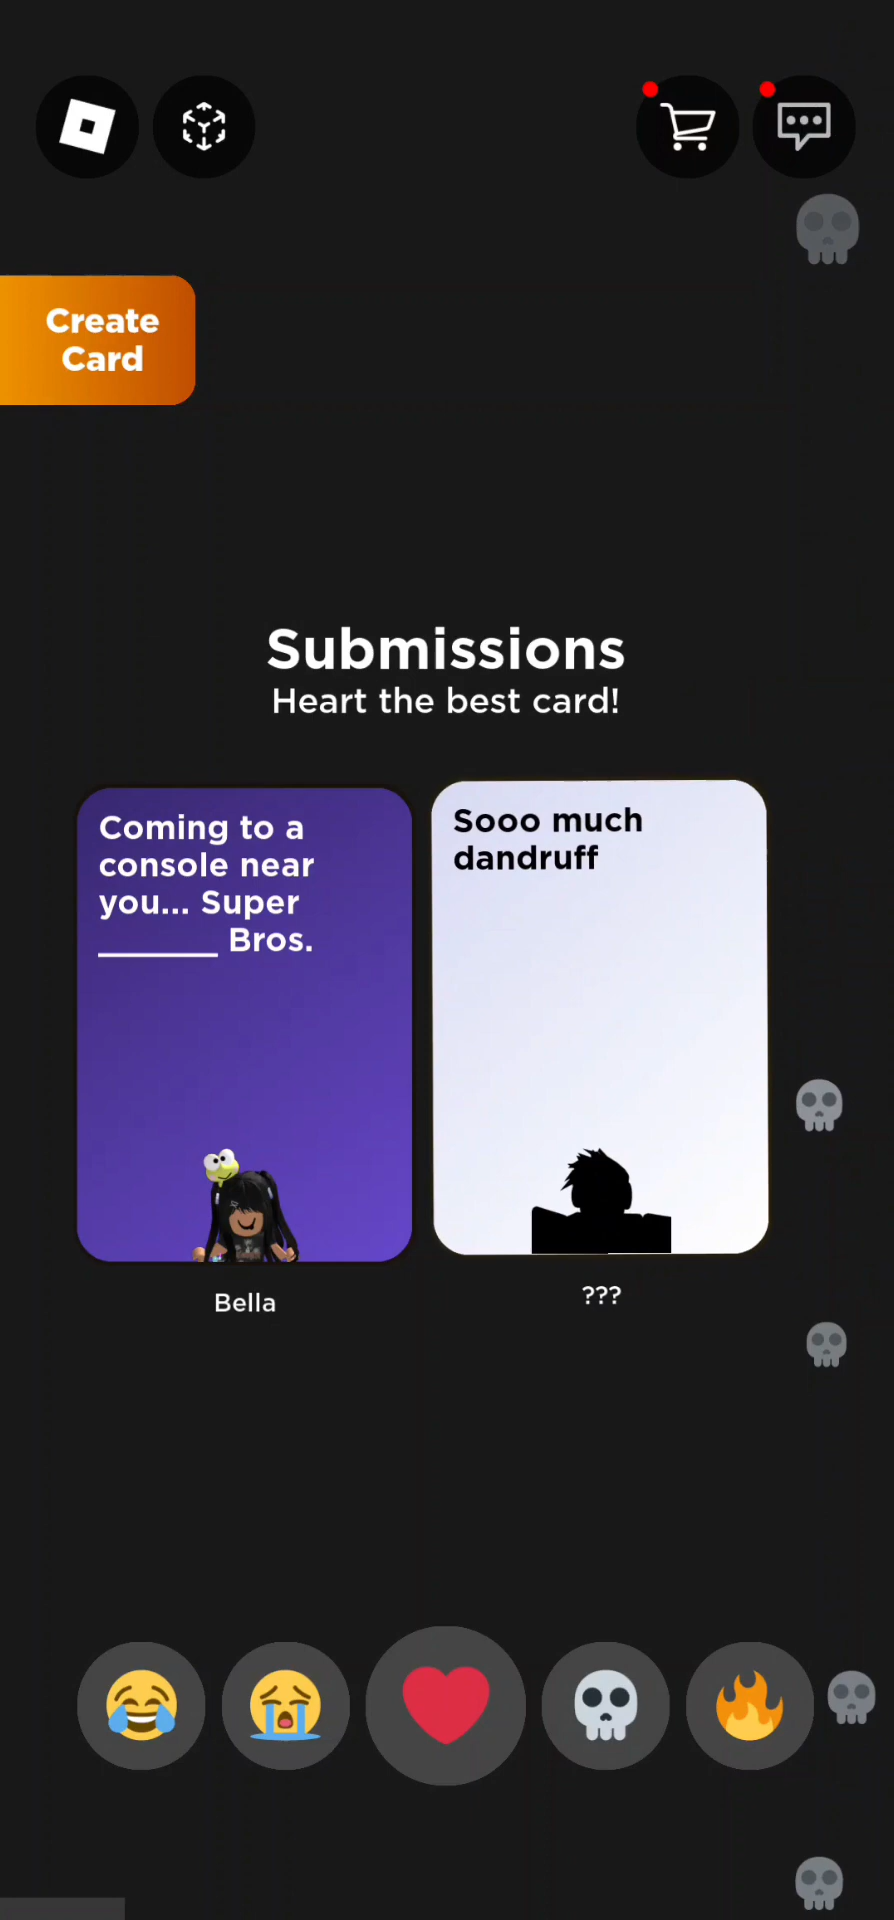 Create
Card
Submissions
Heart the best card!
Coming to a
console near
you... Super
_______ Bros.
Sooo much
dandruff
Bella
???